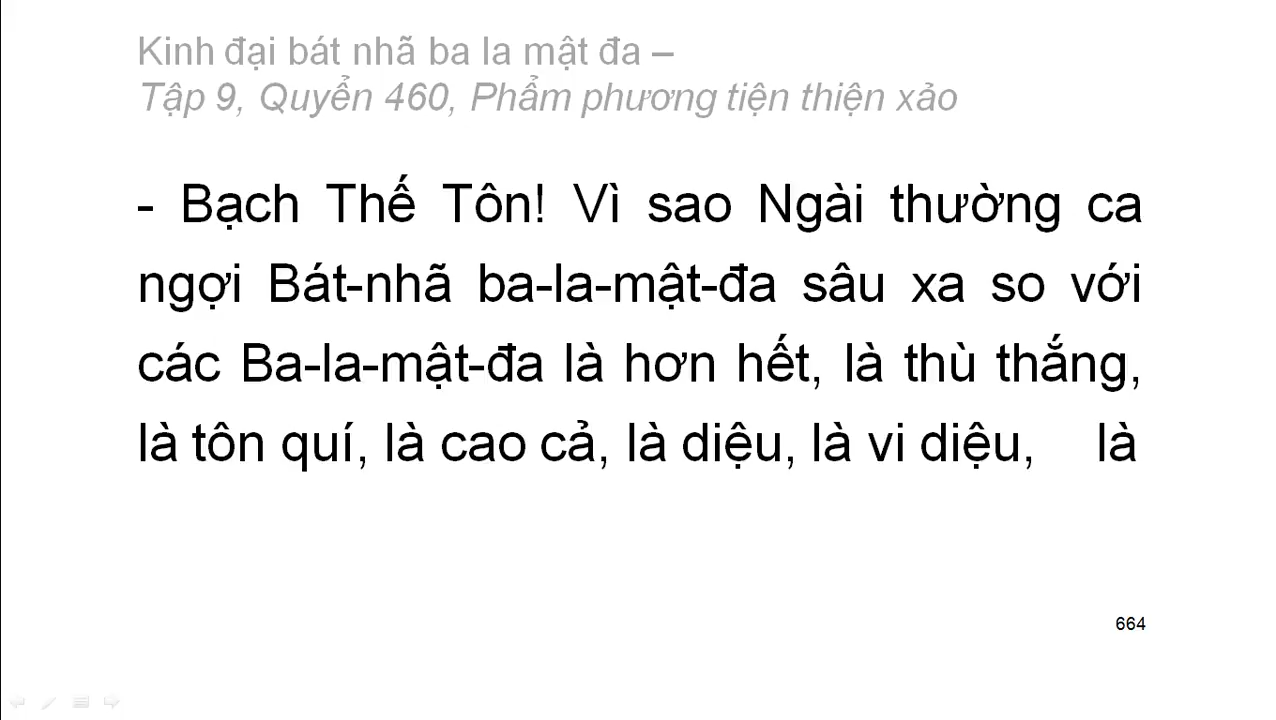 Kinh đại bát nhã ba la mật đa –
Tập 9, Quyển 460, Phẩm phương tiện thiện xảo
- Bạch Thế Tôn! Vì sao Ngài thường ca
ngợi Bát-nhã ba-la-mật-đa sâu xa so với
các Ba-la-mật-đa là hơn hết, là thù thắng,
là tôn quí, là cao cả, là diệu, là vi diệu, là
664